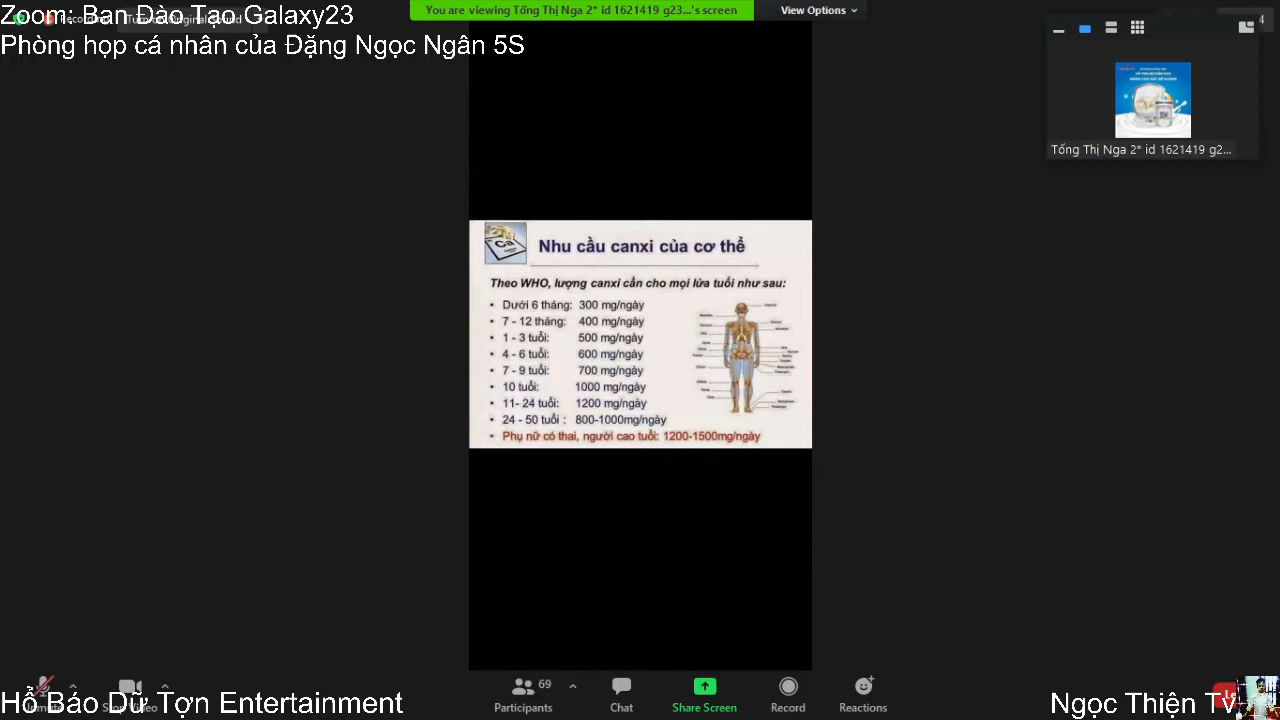 Zoom: Ban Đào Tạo Galaxy23
You are viewing Tống Thị Nga 2* id 1621419 g23...'s screen
View Options
Phòng họp cá nhân của Đặng Ngọc Ngân 5S
Tống Thị Nga 2* id 1621419 g2...
Ca
Nhu cầu canxi của cơ thể
Theo WHO, lượng canxi cần cho mọi lứa tuổi như sau:
• Dưới 6 tháng: 300 mg/ngày
• 7 - 12 tháng: 400 mg/ngày
• 1 - 3 tuổi: 500 mg/ngày
• 4 - 6 tuổi: 600 mg/ngày
• 7 - 9 tuổi: 700 mg/ngày
• 10 tuổi: 1000 mg/ngày
• 11- 24 tuổi: 1200 mg/ngày
• 24 - 50 tuổi : 800-1000mg/ngày
• Phụ nữ có thai, người cao tuổi: 1200-1500mg/ngày
69
Participants
Chat
Share Screen
Record
Reactions
Hổ Báo Dừ Tợn Entertainment
Ngọc Thiện Tv